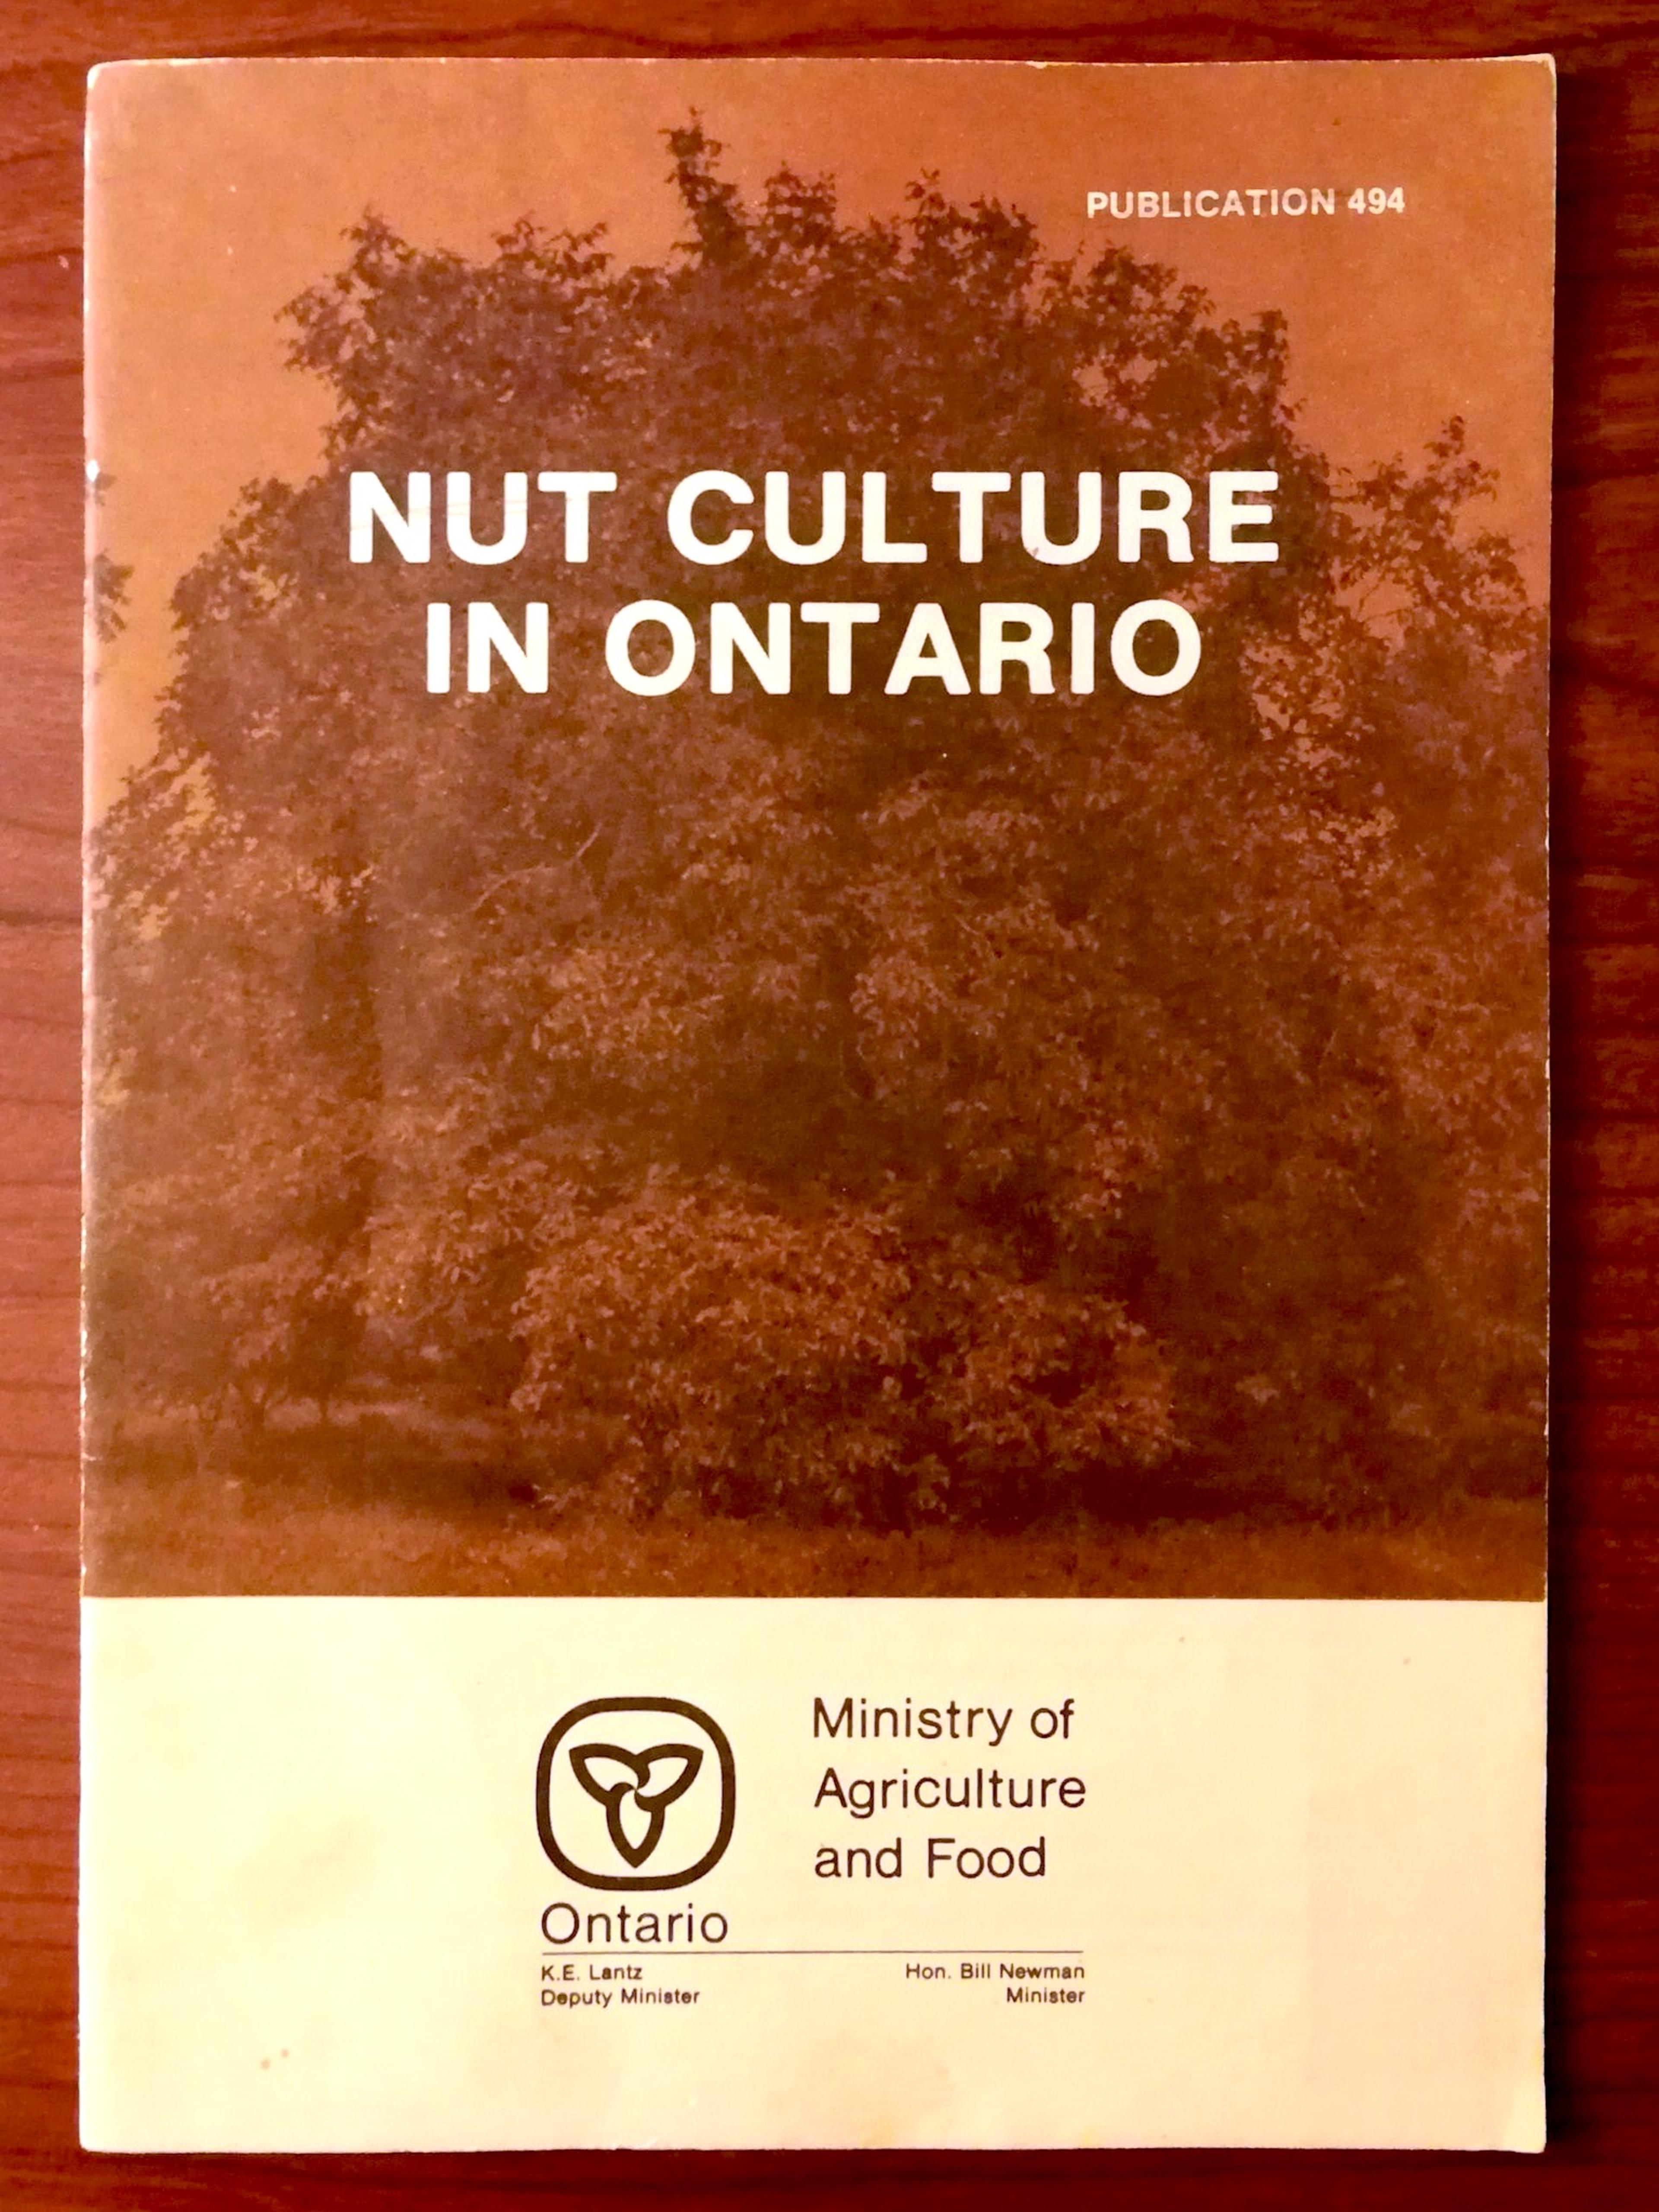 PUBLICATION 494
NUT CULTURE
IN ONTARIO
Ministry of
Agriculture
and Food
Ontario
K.E. Lantz
Deputy Minister
Hon. Bill Newman
Minister